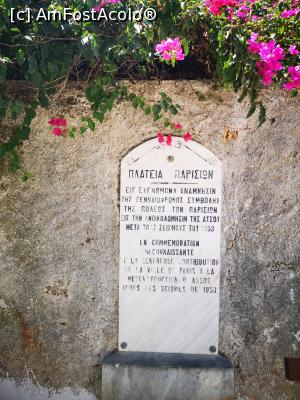 [c] AmFostAcolo®
ΠΛΑΤΕΙΑ ΠΑΡΙΣΙΩΝ
ΕΙΣ ΕΥΓΝΩΜΟΝΑ ΑΝΑΜΝΗΣΙΝ
ΤΗΣ ΓΕΝΝΑΙΟΦΡΟΝΟΣ ΣΥΜΒΟΛΗΣ
ΤΗΣ ΠΟΛΕΩΣ ΤΩΝ ΠΑΡΙΣΙΩΝ
ΕΙΣ ΤΗΝ ΑΝΟΙΚΟΔΟΜΗΣΙΝ ΤΗΣ ΑΣΣΟΥ
ΜΕΤΑ ΤΟΥΣ ΣΕΙΣΜΟΥΣ ΤΟΥ 1953
EN COMMEMORATION
RECONNAISSANTE
DE LA GENEREUSE CONTRIBUTION
DE LA VILLE DE PARIS A LA
RECONSTRUCTION D ASSOS
APRES LES SEISMES DE 1953